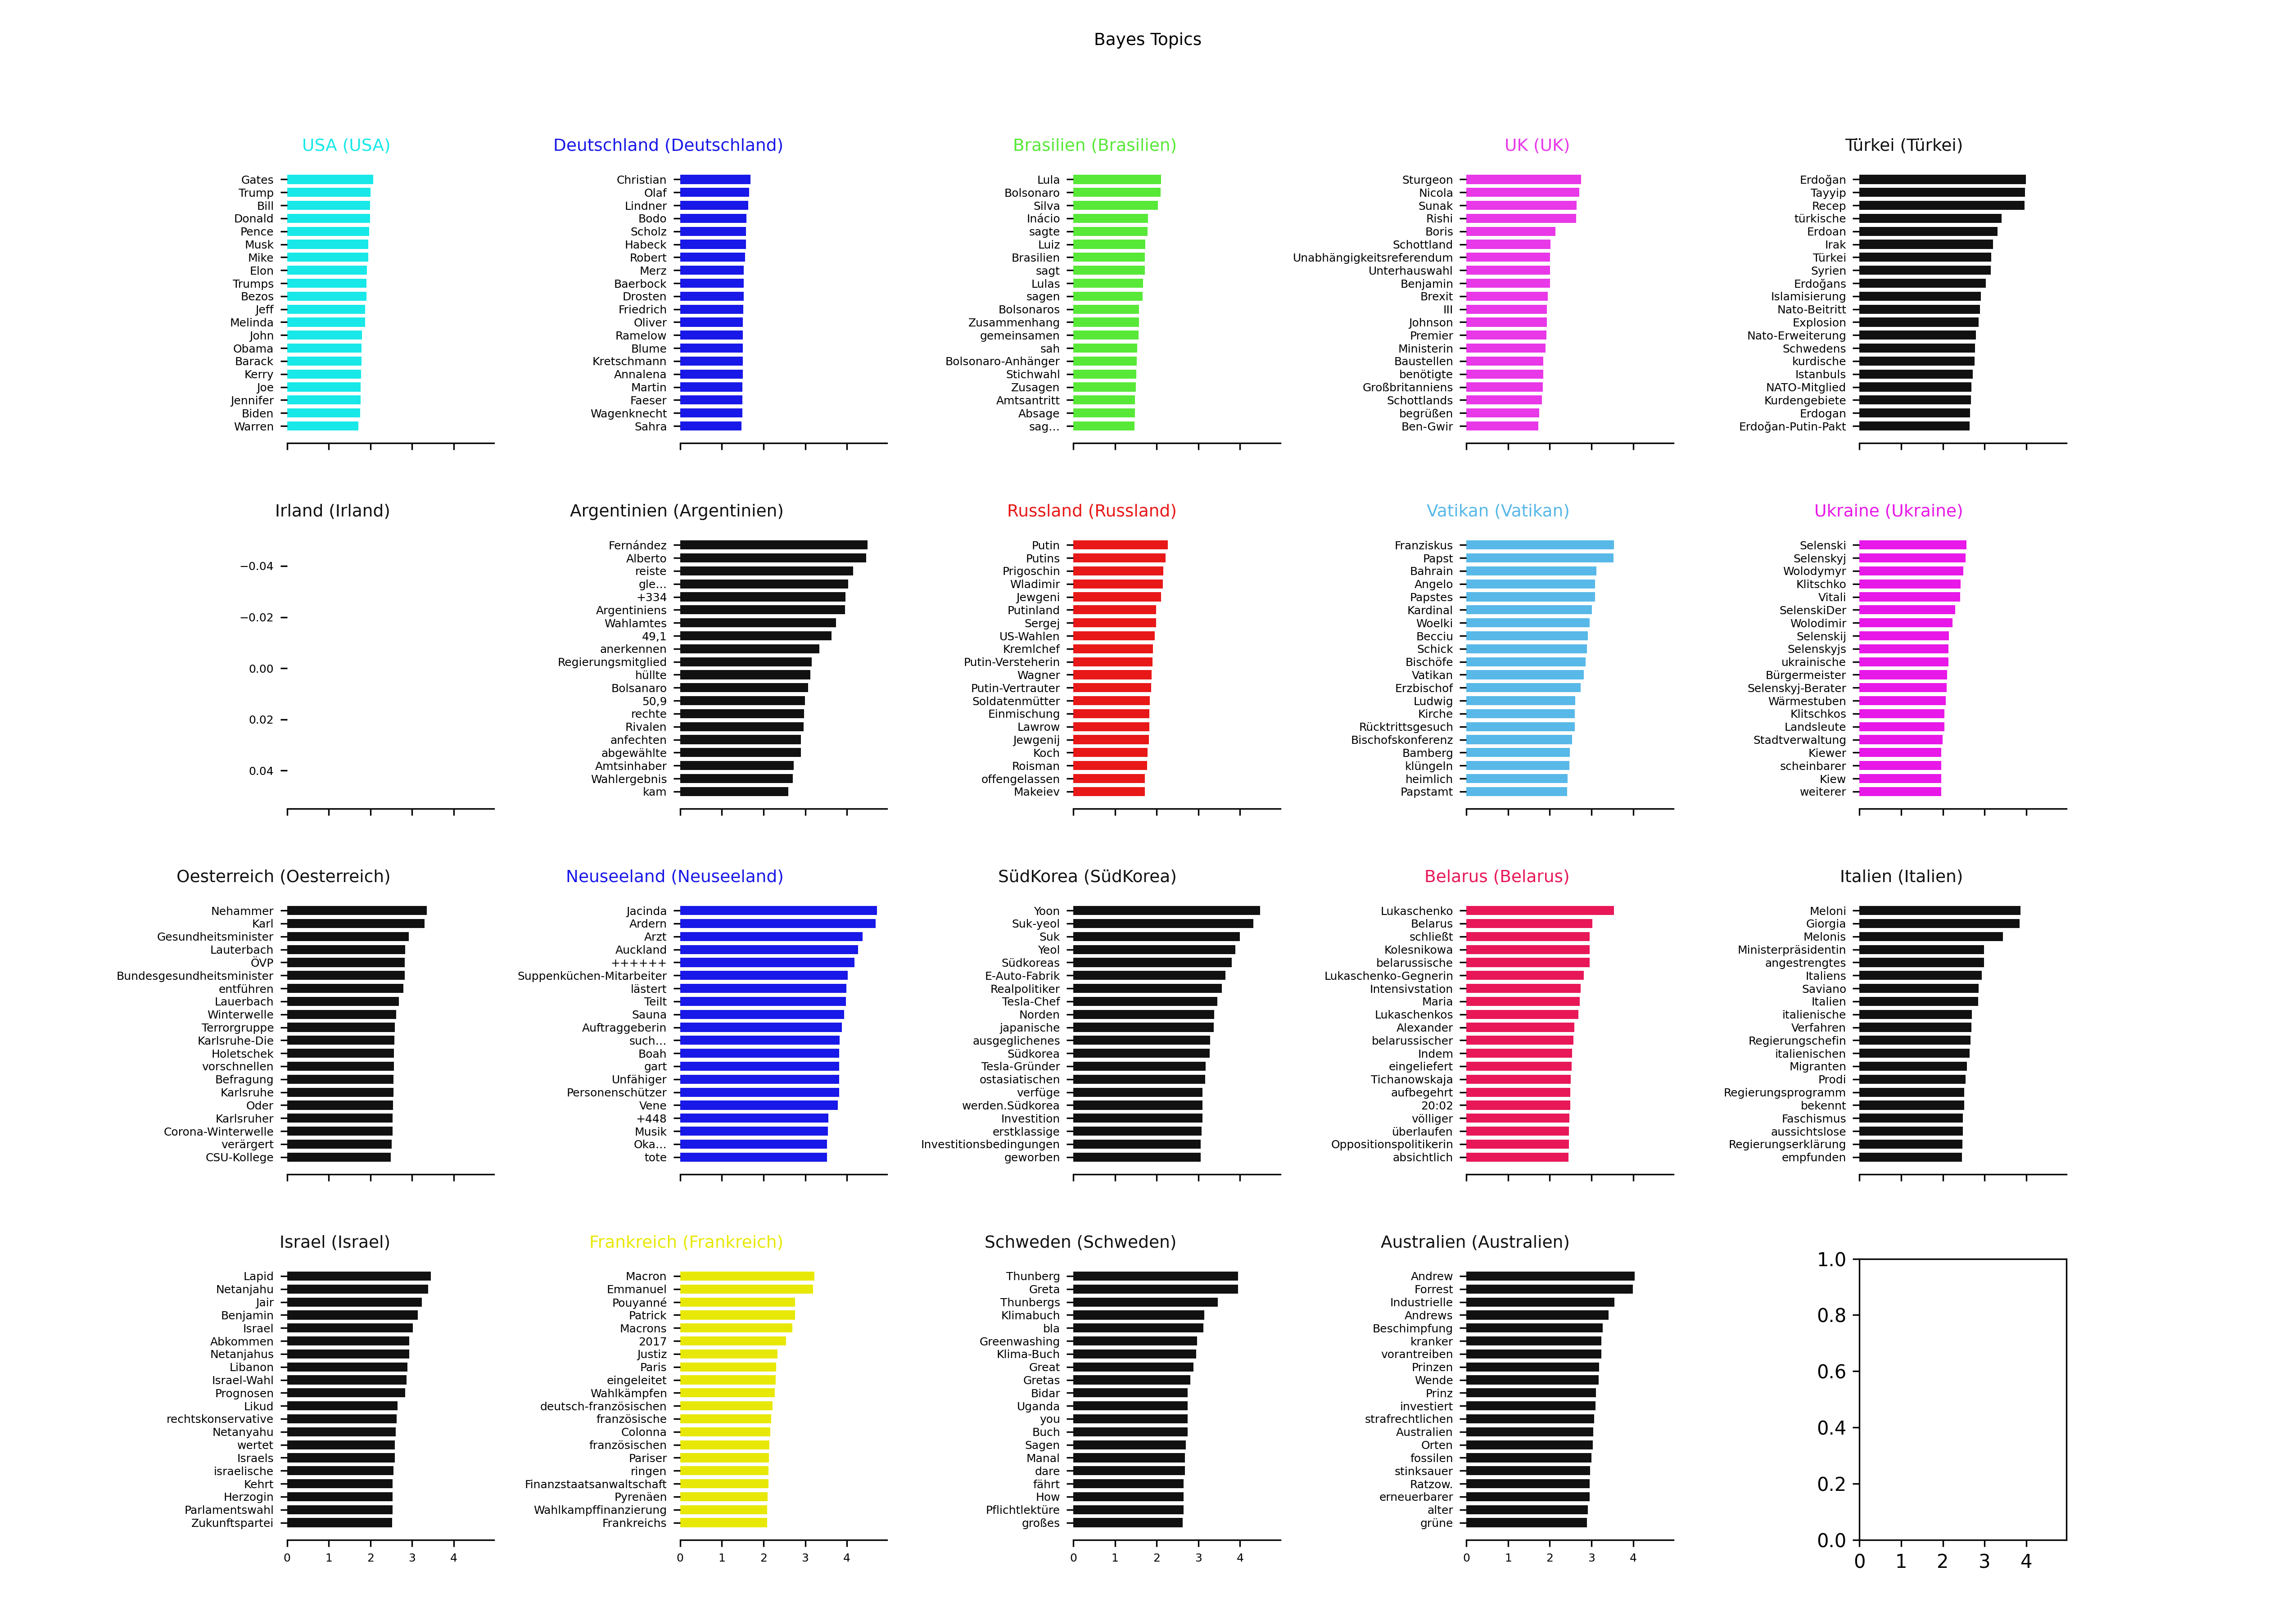 Bayes Topics
USA (USA)
Gates
Trump
Bill
Donald
Pence
Musk
Mike
Elon
Trumps
Bezos
Jeff
Melinda
John
Obama
Barack
Kerry
Joe
Jennifer
Biden
Warren
Deutschland (Deutschland)
Christian
Olaf
Lindner
Bodo
Scholz
Habeck
Robert
Merz
Baerbock
Drosten
Friedrich
Oliver
Ramelow
Blume
Kretschmann
Annalena
Martin
Faeser
Wagenknecht
Sahra
Brasilien (Brasilien)
Lula
Bolsonaro
Silva
Inácio
sagte
Luiz
Brasilien
sagt
Lulas
sagen
Bolsonaros
Zusammenhang
gemeinsamen
sah
Bolsonaro-Anhänger
Stichwahl
Zusagen
Amtsantritt
Absage
sag...
UK (UK)
Sturgeon
Nicola
Sunak
Rishi
Boris
Schottland
Unabhängigkeitsreferendum
Unterhauswahl
Benjamin
Brexit
III
Johnson
Premier
Ministerin
Baustellen
benötigte
Großbritanniens
Schottlands
begrüßen
Ben-Gwir
Türkei (Türkei)
Erdoğan
Tayyip
Recep
türkische
Erdoan
Irak
Türkei
Syrien
Erdoğans
Islamisierung
Nato-Beitritt
Explosion
Nato-Erweiterung
Schwedens
kurdische
Istanbuls
NATO-Mitglied
Kurdengebiete
Erdogan
Erdoğan-Putin-Pakt
Irland (Irland)
−0.04
−0.02
0.00
0.02
0.04
Argentinien (Argentinien)
Fernández
Alberto
reiste
gle...
+334
Argentiniens
Wahlamtes
49,1
anerkennen
Regierungsmitglied
hüllte
Bolsanaro
50,9
rechte
Rivalen
anfechten
abgewählte
Amtsinhaber
Wahlergebnis
kam
Russland (Russland)
Putin
Putins
Prigoschin
Wladimir
Jewgeni
Putinland
Sergej
US-Wahlen
Kremlchef
Putin-Versteherin
Wagner
Putin-Vertrauter
Soldatenmütter
Einmischung
Lawrow
Jewgenij
Koch
Roisman
offengelassen
Makeiev
Vatikan (Vatikan)
Franziskus
Papst
Bahrain
Angelo
Papstes
Kardinal
Woelki
Becciu
Schick
Bischöfe
Vatikan
Erzbischof
Ludwig
Kirche
Rücktrittsgesuch
Bischofskonferenz
Bamberg
klüngeln
heimlich
Papstamt
Ukraine (Ukraine)
Selenski
Selenskyj
Wolodymyr
Klitschko
Vitali
SelenskiDer
Wolodimir
Selenskij
Selenskyjs
ukrainische
Bürgermeister
Selenskyj-Berater
Wärmestuben
Klitschkos
Landsleute
Stadtverwaltung
Kiewer
scheinbarer
Kiew
weiterer
Oesterreich (Oesterreich)
Nehammer
Karl
Gesundheitsminister
Lauterbach
ÖVP
Bundesgesundheitsminister
entführen
Lauerbach
Winterwelle
Terrorgruppe
Karlsruhe-Die
Holetschek
vorschnellen
Befragung
Karlsruhe
Oder
Karlsruher
Corona-Winterwelle
verärgert
CSU-Kollege
Neuseeland (Neuseeland)
Jacinda
Ardern
Arzt
Auckland
++++++
Suppenküchen-Mitarbeiter
lästert
Teilt
Sauna
Auftraggeberin
such...
Boah
gart
Unfähiger
Personenschützer
Vene
+448
Musik
Oka...
tote
SüdKorea (SüdKorea)
Yoon
Suk-yeol
Suk
Yeol
Südkoreas
E-Auto-Fabrik
Realpolitiker
Tesla-Chef
Norden
japanische
ausgeglichenes
Südkorea
Tesla-Gründer
ostasiatischen
verfüge
werden.Südkorea
Investition
erstklassige
Investitionsbedingungen
geworben
Belarus (Belarus)
Lukaschenko
Belarus
schließt
Kolesnikowa
belarussische
Lukaschenko-Gegnerin
Intensivstation
Maria
Lukaschenkos
Alexander
belarussischer
Indem
eingeliefert
Tichanowskaja
aufbegehrt
20:02
völliger
überlaufen
Oppositionspolitikerin
absichtlich
Italien (Italien)
Meloni
Giorgia
Melonis
Ministerpräsidentin
angestrengtes
Italiens
Saviano
Italien
italienische
Verfahren
Regierungschefin
italienischen
Migranten
Prodi
Regierungsprogramm
bekennt
Faschismus
aussichtslose
Regierungserklärung
empfunden
Israel (Israel)
Lapid
Netanjahu
Jair
Benjamin
Israel
Abkommen
Netanjahus
Libanon
Israel-Wahl
Prognosen
Likud
rechtskonservative
Netanyahu
wertet
Israels
israelische
Kehrt
Herzogin
Parlamentswahl
Zukunftspartei
0 1 2 3 4
Frankreich (Frankreich)
Macron
Emmanuel
Pouyanné
Patrick
Macrons
2017
Justiz
Paris
eingeleitet
Wahlkämpfen
deutsch-französischen
französische
Colonna
französischen
Pariser
ringen
Finanzstaatsanwaltschaft
Pyrenäen
Wahlkampffinanzierung
Frankreichs
0 1 2 3 4
Schweden (Schweden)
Thunberg
Greta
Thunbergs
Klimabuch
bla
Greenwashing
Klima-Buch
Great
Gretas
Bidar
Uganda
you
Buch
Sagen
Manal
dare
fährt
How
Pflichtlektüre
großes
0 1 2 3 4
Australien (Australien)
Andrew
Forrest
Industrielle
Andrews
Beschimpfung
kranker
vorantreiben
Prinzen
Wende
Prinz
investiert
strafrechtlichen
Australien
Orten
fossilen
stinksauer
Ratzow.
erneuerbarer
alter
grüne
0 1 2 3 4
1.0
0.8
0.6
0.4
0.2
0.0
0 1 2 3 4